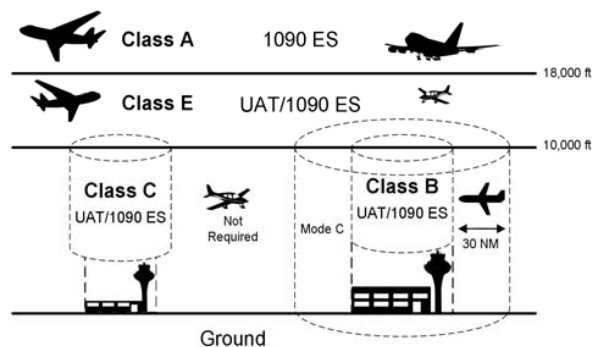 Class A
1090 ES
18,000 ft
Class E
UAT/1090 ES
10,000 ft
Class C
UAT/1090 ES
Not
Required
Mode C
Class B
UAT/1090 ES
30 NM
Ground